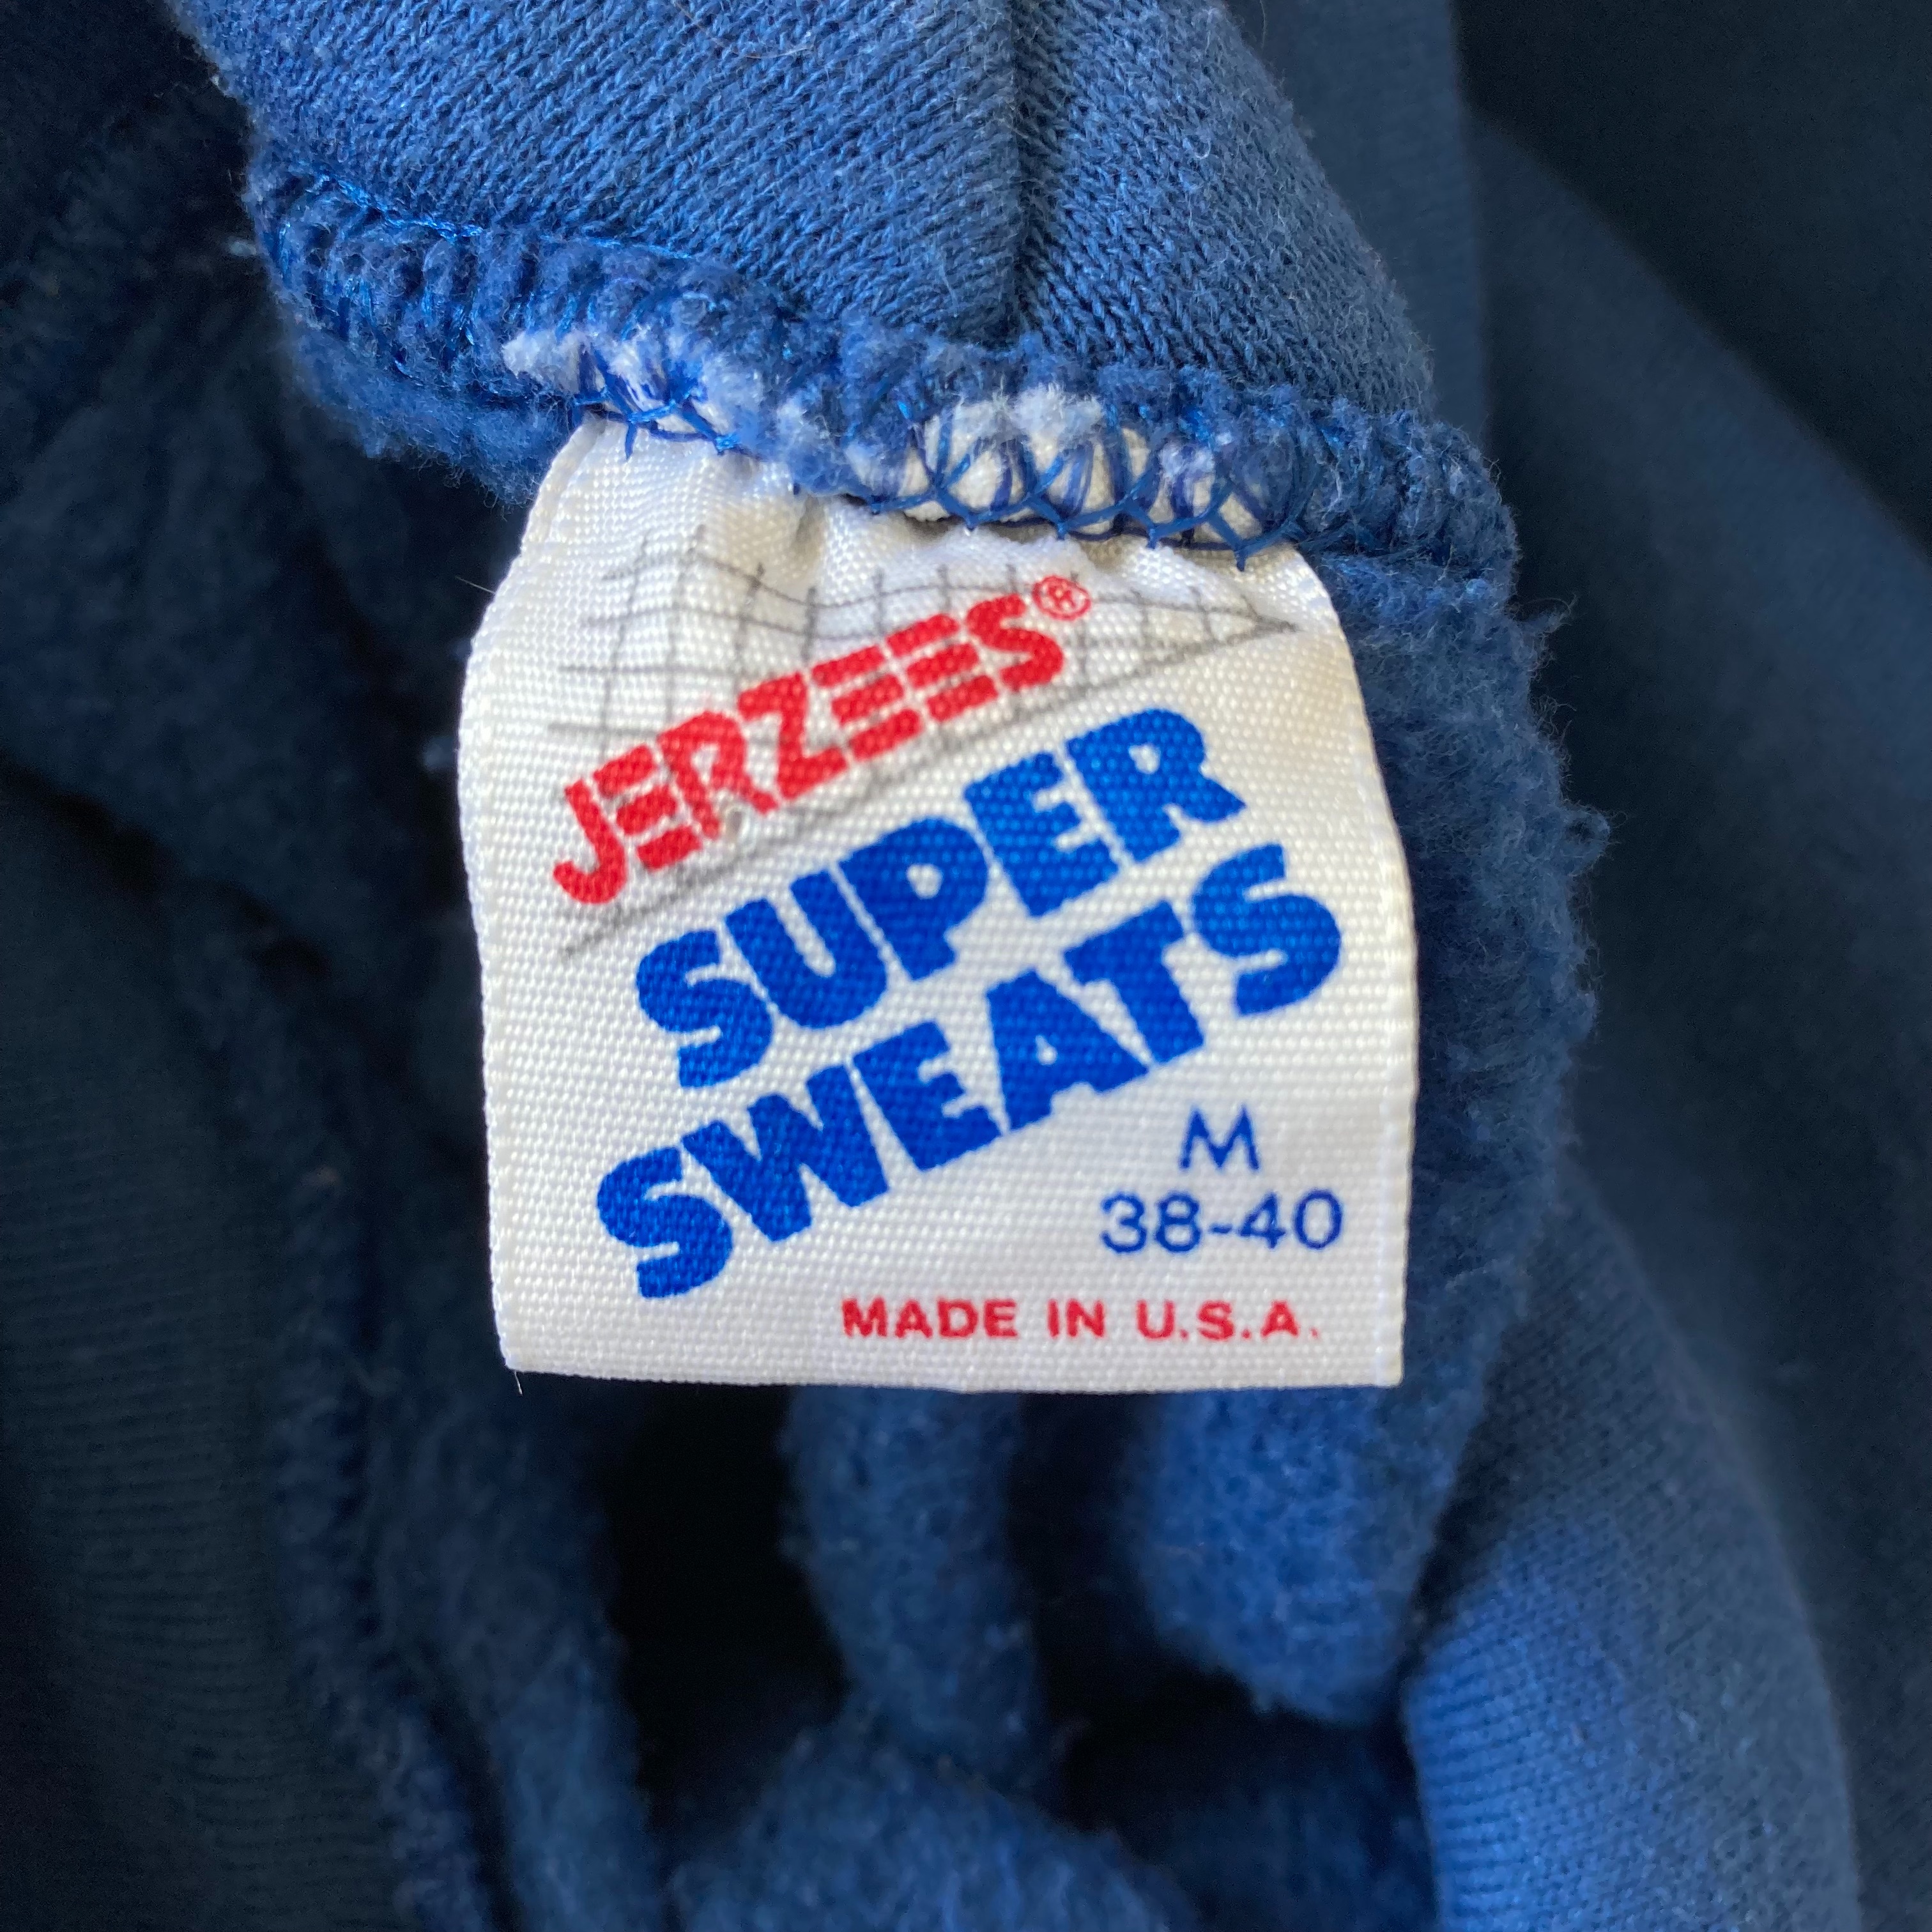 JERZEES®
SUPER
SWEATS
M
38-40
MADE IN U.S.A.